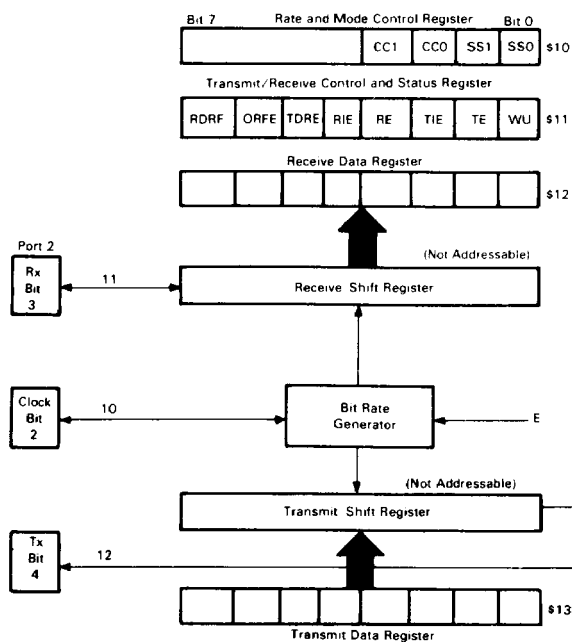 Bit 7 Rate and Mode Control Register Bit 0
CC1 CC0 SS1 SS0 $10
Transmit/Receive Control and Status Register
RDRF ORFE TDRE RIE RE TIE TE WU $11
Receive Data Register
$12
(Not Addressable)
Port 2
Rx
Bit
3
11
Receive Shift Register
Clock
Bit
2
10
Bit Rate
Generator
E
(Not Addressable)
Transmit Shift Register
Tx
Bit
4
12
$13
Transmit Data Register